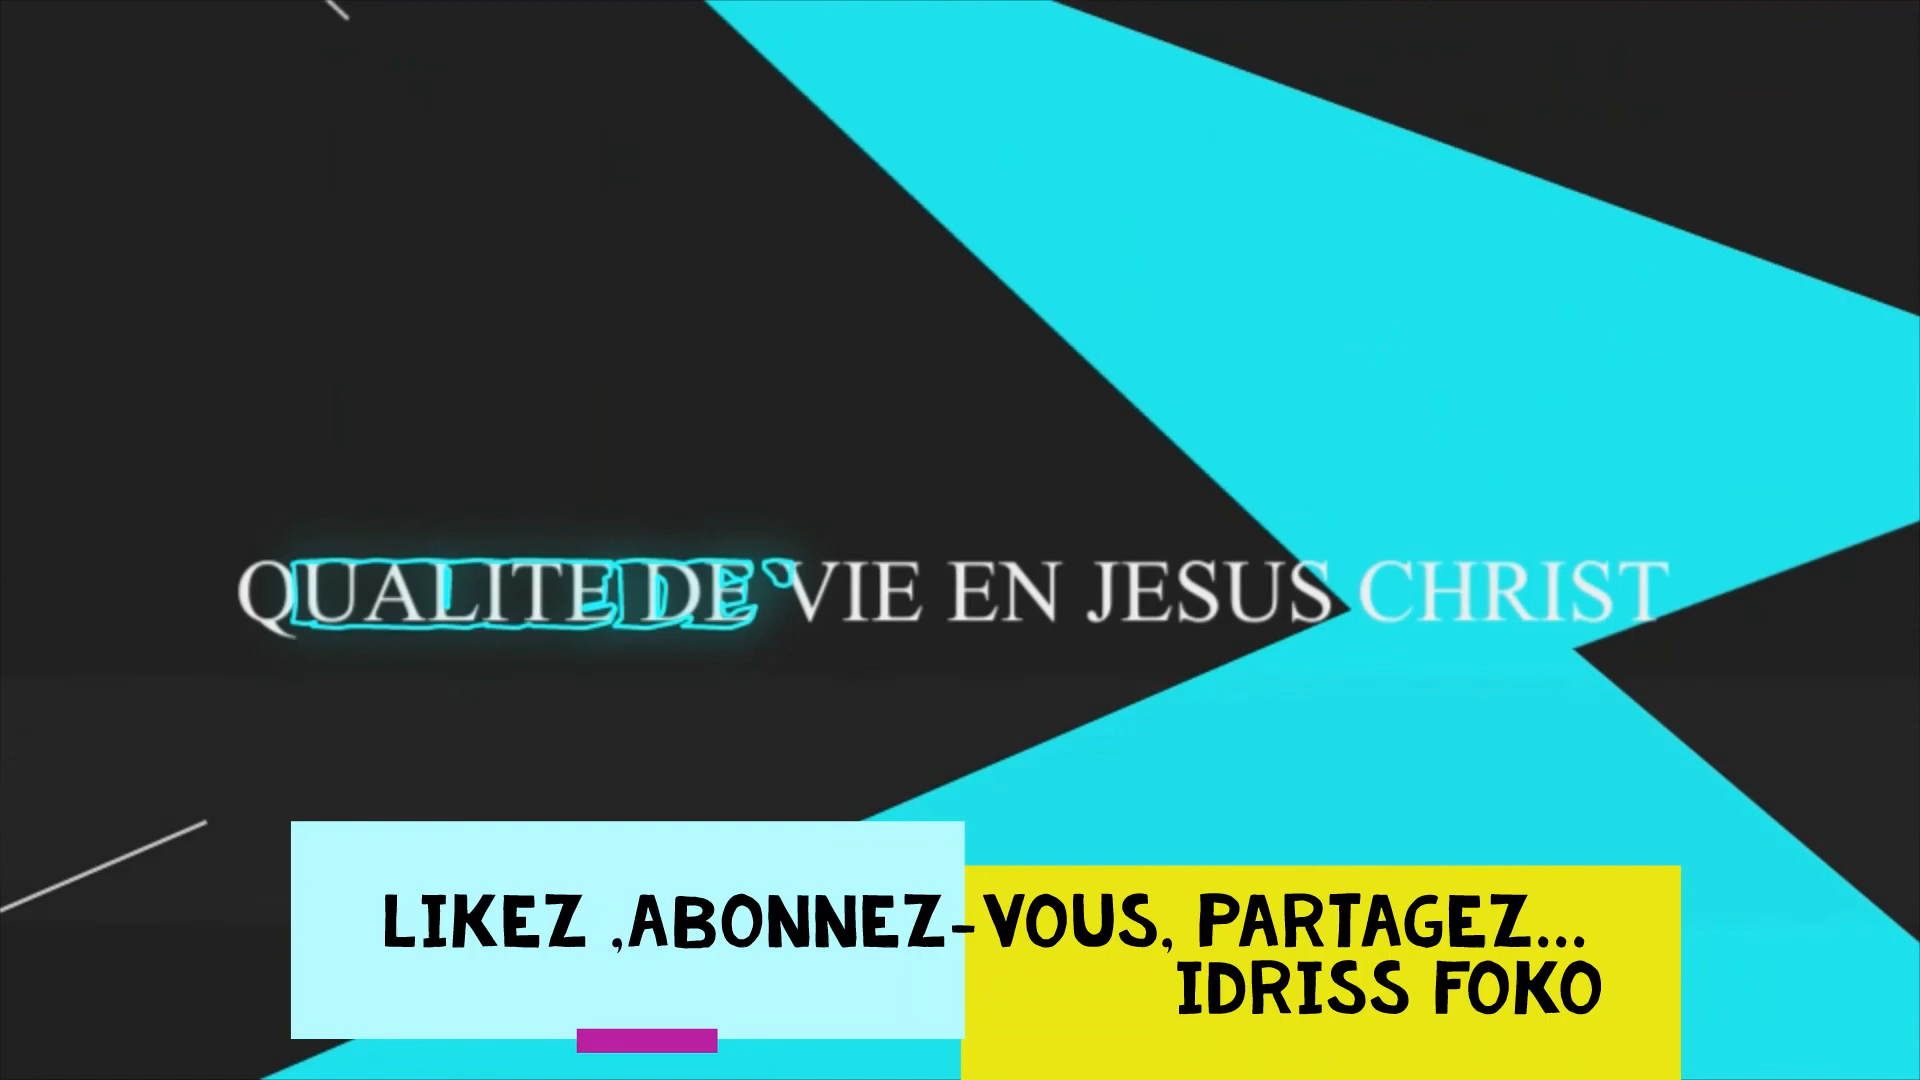 QUALITE DE VIE EN JESUS CHRIST
LIKEZ ,ABONNEZ-VOUS, PARTAGEZ...
IDRISS FOKO